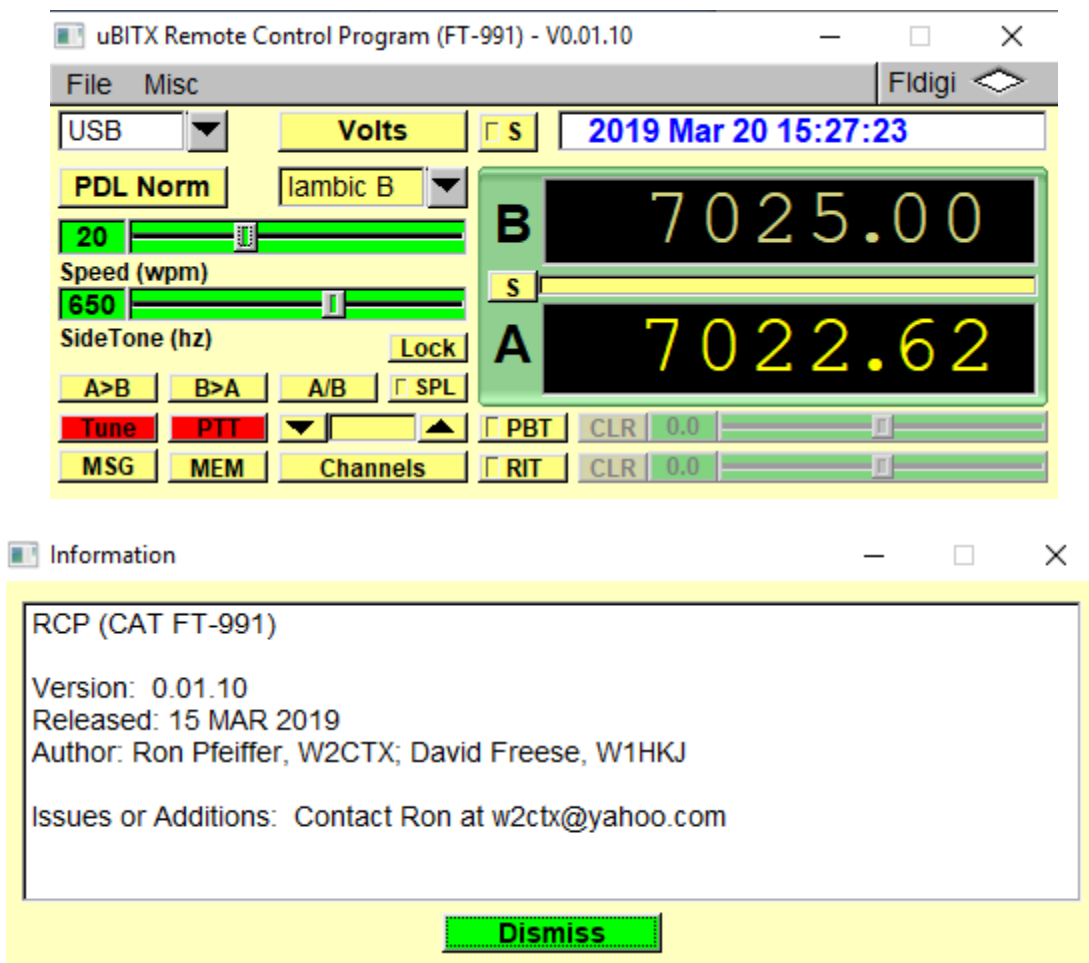 uBITX Remote Control Program (FT-991) - V0.01.10
File Misc Fldigi
USB Volts S 2019 Mar 20 15:27:23
PDL Norm Iambic B
B 7025.00
20
Speed (wpm)
S
650
SideTone (hz)
Lock
A 7022.62
A>B B>A A/B SPL
Tune PTT PBT CLR 0.0
MSG MEM Channels RIT CLR 0.0
Information
RCP (CAT FT-991)
Version: 0.01.10
Released: 15 MAR 2019
Author: Ron Pfeiffer, W2CTX; David Freese, W1HKJ
Issues or Additions: Contact Ron at w2ctx@yahoo.com
Dismiss